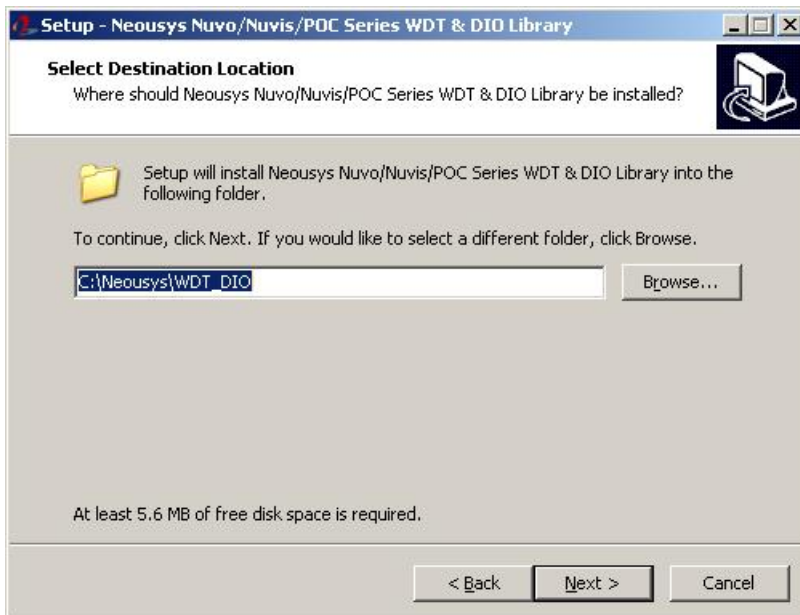 Setup - Neousys Nuvo/Nuvis/POC Series WDT & DIO Library
Select Destination Location
Where should Neousys Nuvo/Nuvis/POC Series WDT & DIO Library be installed?
Setup will install Neousys Nuvo/Nuvis/POC Series WDT & DIO Library into the
following folder.
To continue, click Next. If you would like to select a different folder, click Browse.
C:\Neousys\WDT_DIO
Browse...
At least 5.6 MB of free disk space is required.
< Back
Next >
Cancel